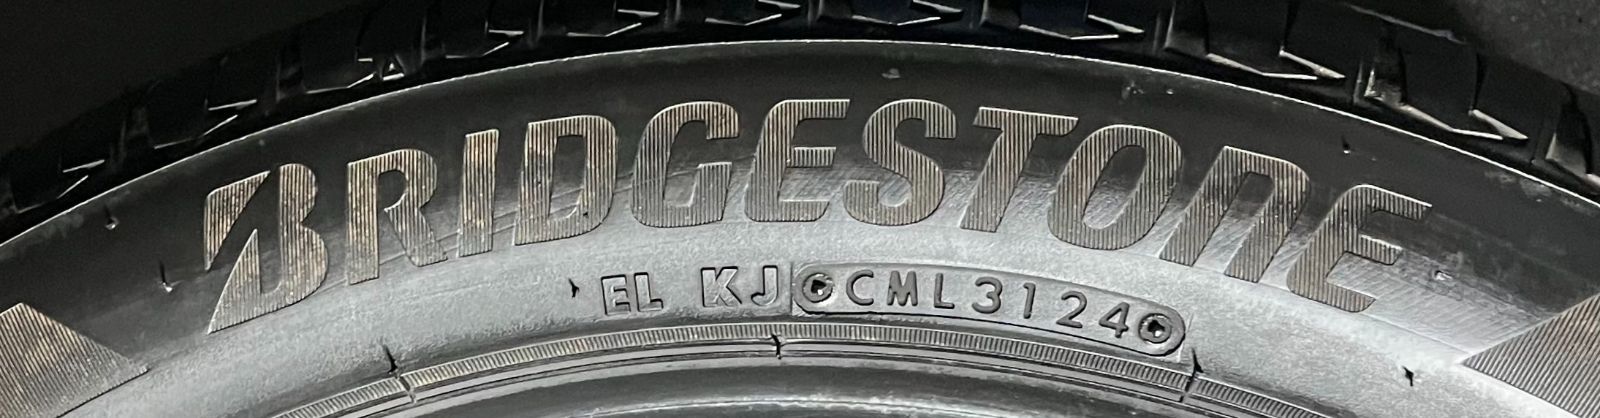 BRIDGESTONE
EL KJ CML3124